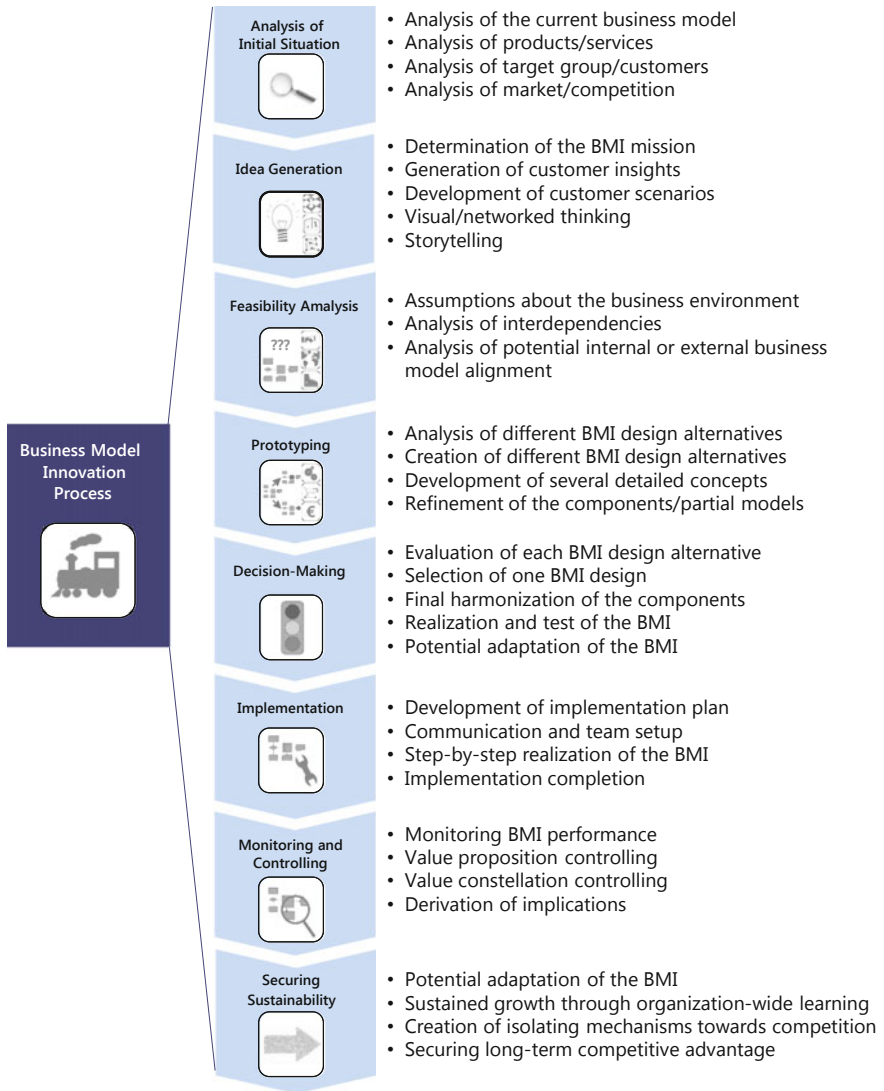 Business Model
Innovation
Process
Analysis of
Initial Situation
• Analysis of the current business model
• Analysis of products/services
• Analysis of target group/customers
• Analysis of market/competition
Idea Generation
• Determination of the BMI mission
• Generation of customer insights
• Development of customer scenarios
• Visual/networked thinking
• Storytelling
Feasibility Amalysis
???
• Assumptions about the business environment
• Analysis of interdependencies
• Analysis of potential internal or external business
model alignment
Prototyping
€
• Analysis of different BMI design alternatives
• Creation of different BMI design alternatives
• Development of several detailed concepts
• Refinement of the components/partial models
Decision-Making
• Evaluation of each BMI design alternative
• Selection of one BMI design
• Final harmonization of the components
• Realization and test of the BMI
• Potential adaptation of the BMI
Implementation
• Development of implementation plan
• Communication and team setup
• Step-by-step realization of the BMI
• Implementation completion
Monitoring and
Controlling
• Monitoring BMI performance
• Value proposition controlling
• Value constellation controlling
• Derivation of implications
Securing
Sustainability
• Potential adaptation of the BMI
• Sustained growth through organization-wide learning
• Creation of isolating mechanisms towards competition
• Securing long-term competitive advantage